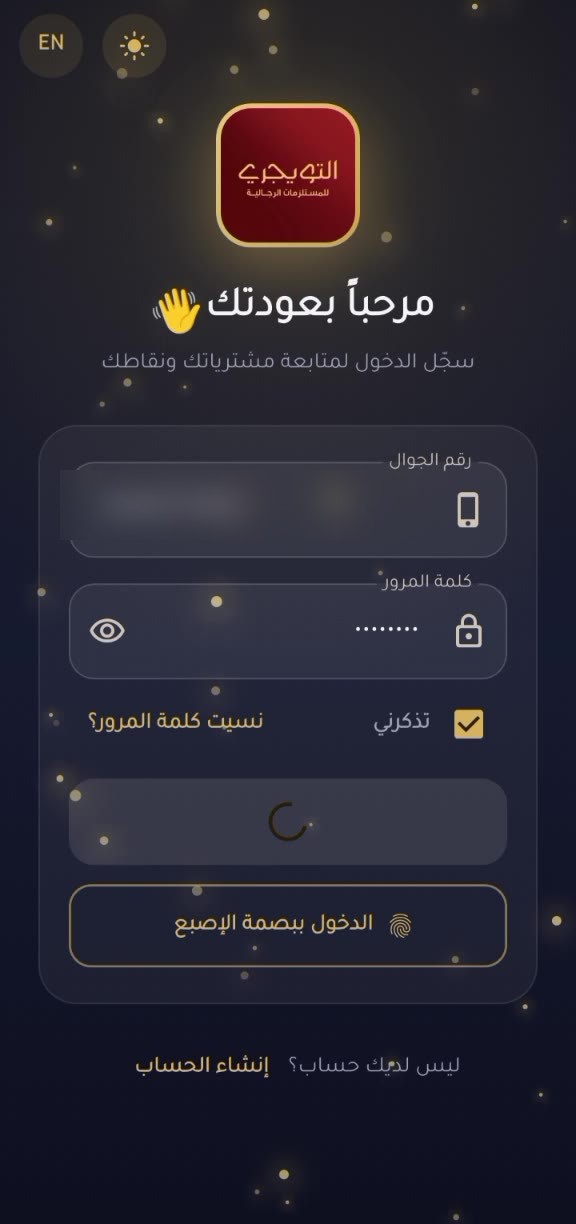 EN
التويجري
للمستلزمات الرجالية
مرحباً بعودتك👋
سجّل الدخول لمتابعة مشترياتك ونقاطك
رقم الجوال
كلمة المرور
••••••••
تذكرني نسيت كلمة المرور؟
الدخول ببصمة الإصبع
ليس لديك حساب؟ إنشاء الحساب